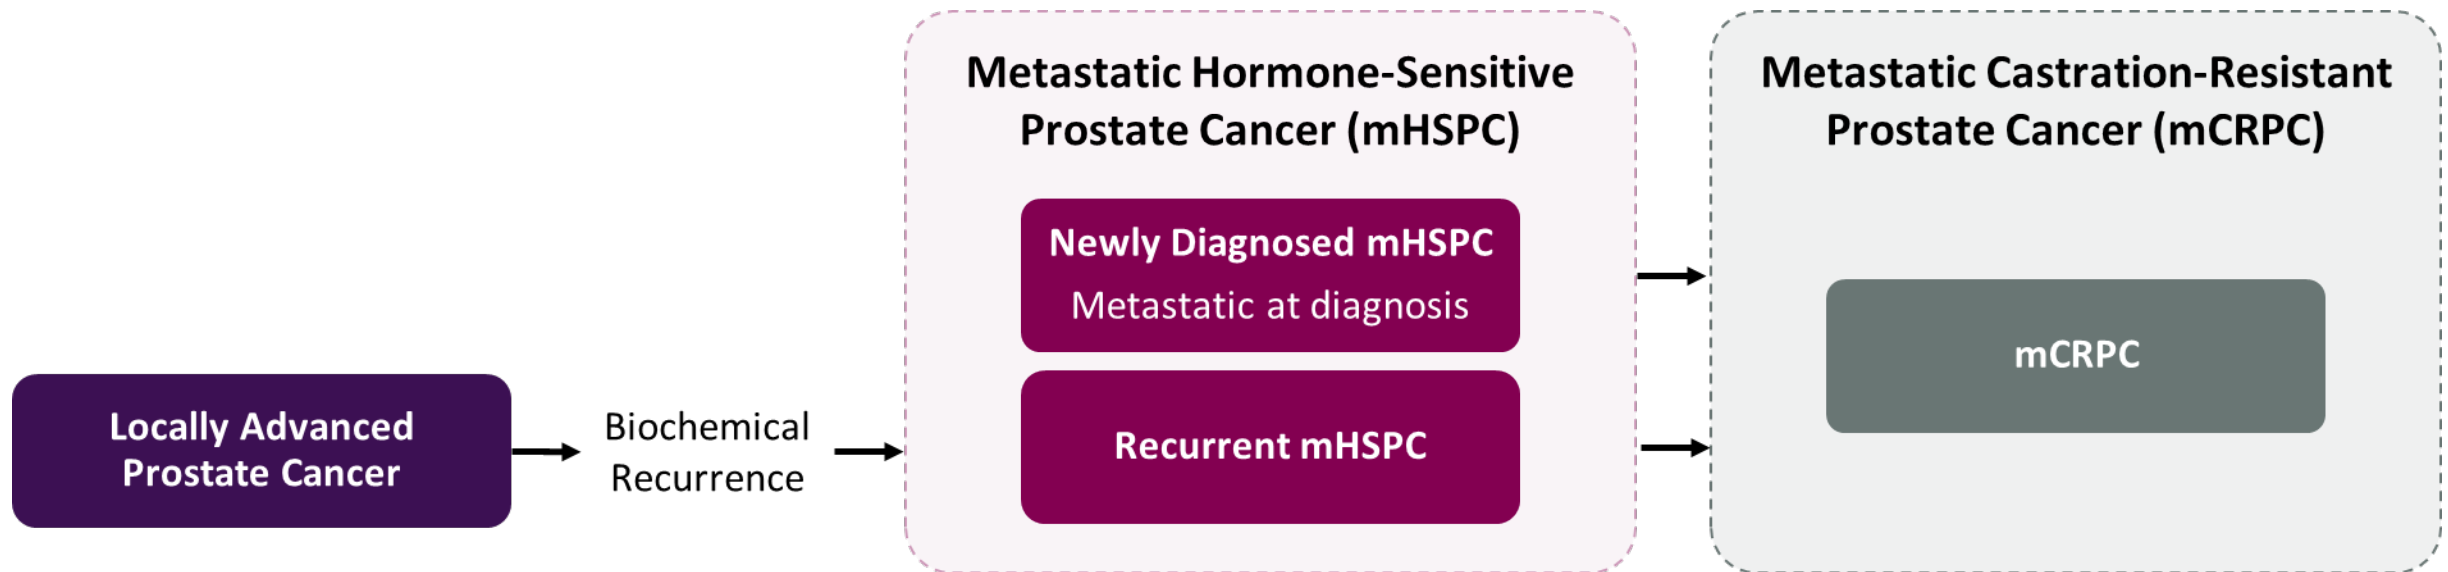 Locally Advanced
Prostate Cancer
Biochemical
Recurrence
Metastatic Hormone-Sensitive
Prostate Cancer (mHSPC)
Newly Diagnosed mHSPC
Metastatic at diagnosis
Recurrent mHSPC
Metastatic Castration-Resistant
Prostate Cancer (mCRPC)
mCRPC